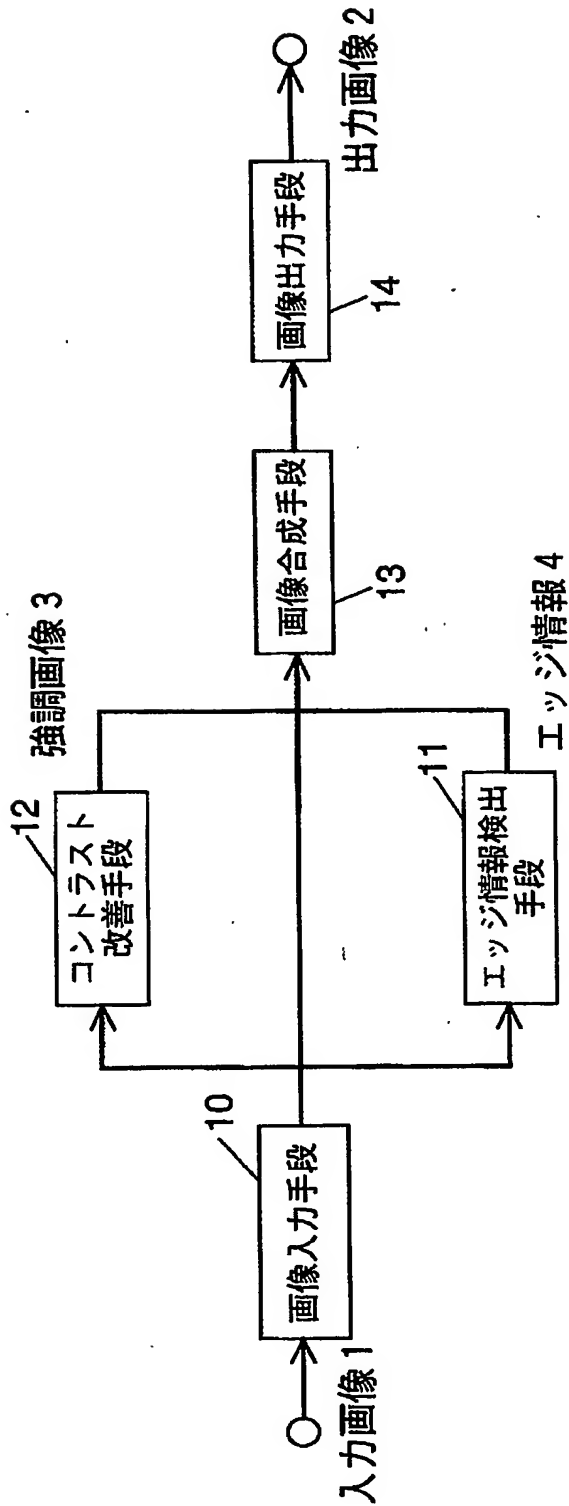 入力画像1
画像入力手段
10
12
コントラスト
改善手段
強調画像3
11
エッジ情報検出
手段
エッジ情報4
画像合成手段
13
画像出力手段
14
出力画像2